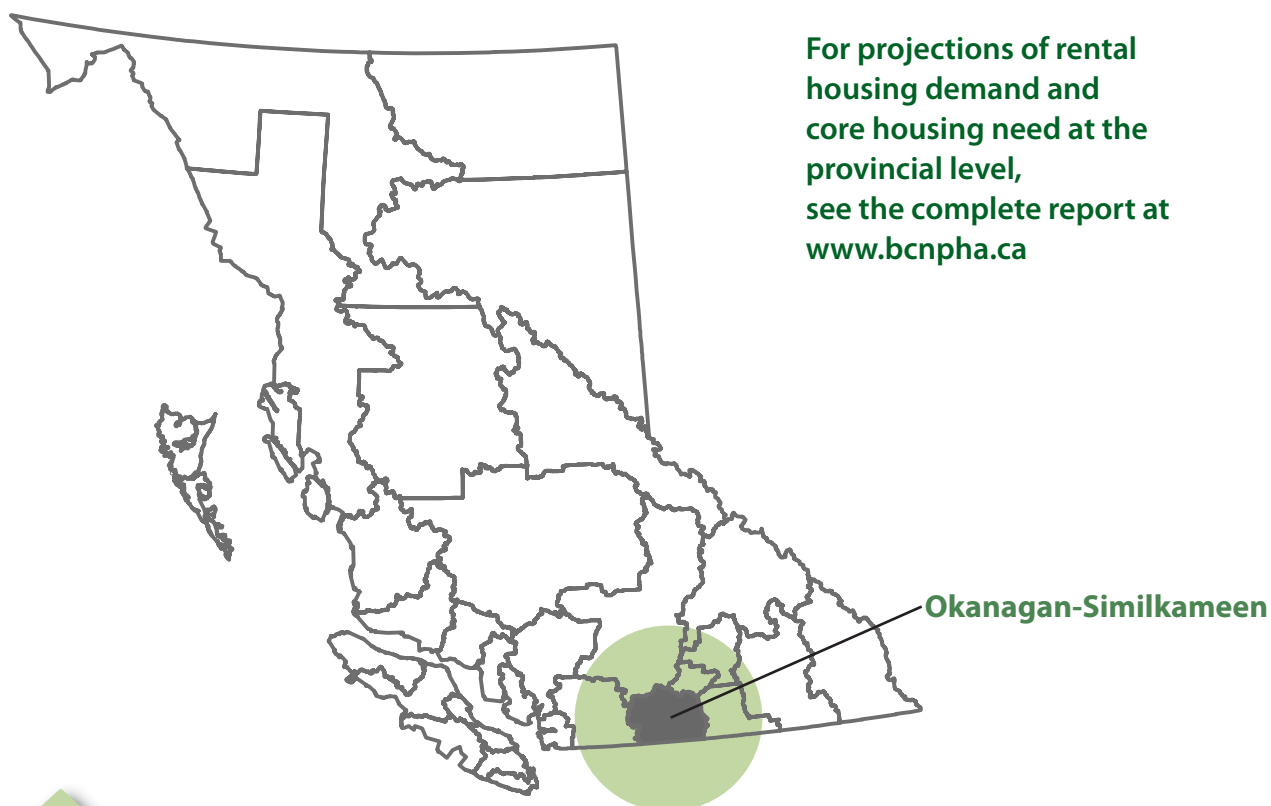 For projections of rental
housing demand and
core housing need at the
provincial level,
see the complete report at
www.bcnpha.ca
Okanagan-Similkameen